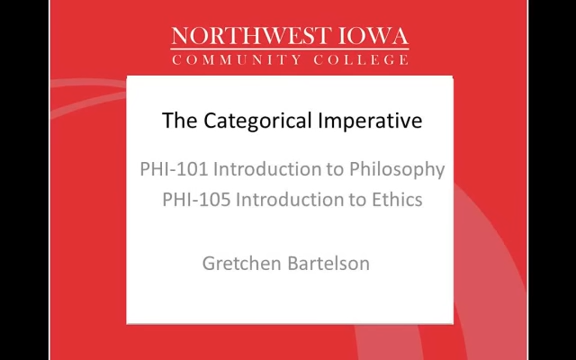 NORTHWEST IOWA
COMMUNITY COLLEGE
The Categorical Imperative
PHI-101 Introduction to Philosophy
PHI-105 Introduction to Ethics
Gretchen Bartelson